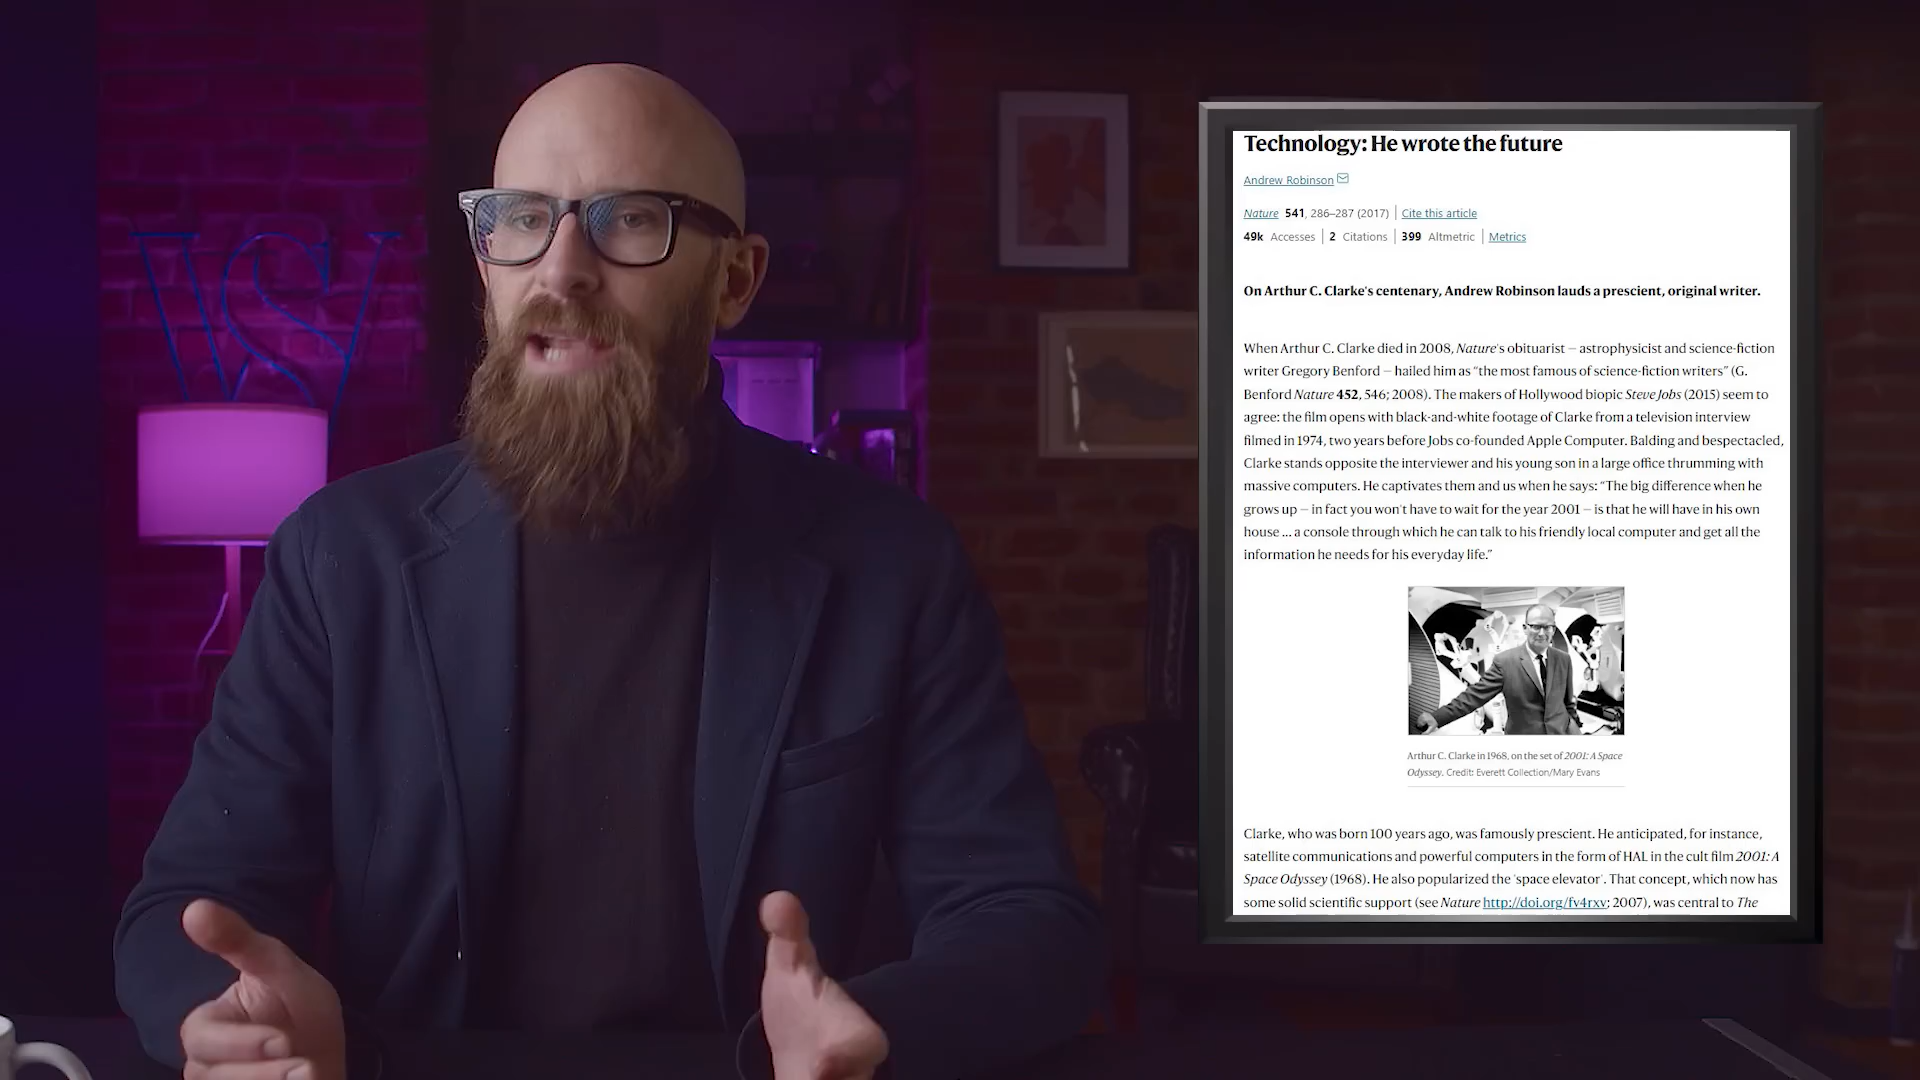 VS
Technology: He wrote the future
Andrew Robinson
Nature 541, 286–287 (2017) | Cite this article
49k Accesses | 2 Citations | 399 Altmetric | Metrics
On Arthur C. Clarke's centenary, Andrew Robinson lauds a prescient, original writer.
When Arthur C. Clarke died in 2008, Nature's obituarist — astrophysicist and science-fiction
writer Gregory Benford — hailed him as “the most famous of science-fiction writers” (G.
Benford Nature 452, 546; 2008). The makers of Hollywood biopic Steve Jobs (2015) seem to
agree: the film opens with black-and-white footage of Clarke from a television interview
filmed in 1974, two years before Jobs co-founded Apple Computer. Balding and bespectacled,
Clarke stands opposite the interviewer and his young son in a large office thrumming with
massive computers. He captivates them and us when he says: “The big difference when he
grows up — in fact you won't have to wait for the year 2001 — is that he will have in his own
house ... a console through which he can talk to his friendly local computer and get all the
information he needs for his everyday life.”
Arthur C. Clarke in 1968, on the set of 2001: A Space
Odyssey. Credit: Everett Collection/Mary Evans
Clarke, who was born 100 years ago, was famously prescient. He anticipated, for instance,
satellite communications and powerful computers in the form of HAL in the cult film 2001: A
Space Odyssey (1968). He also popularized the 'space elevator'. That concept, which now has
some solid scientific support (see Nature http://doi.org/fv4rxv; 2007), was central to The